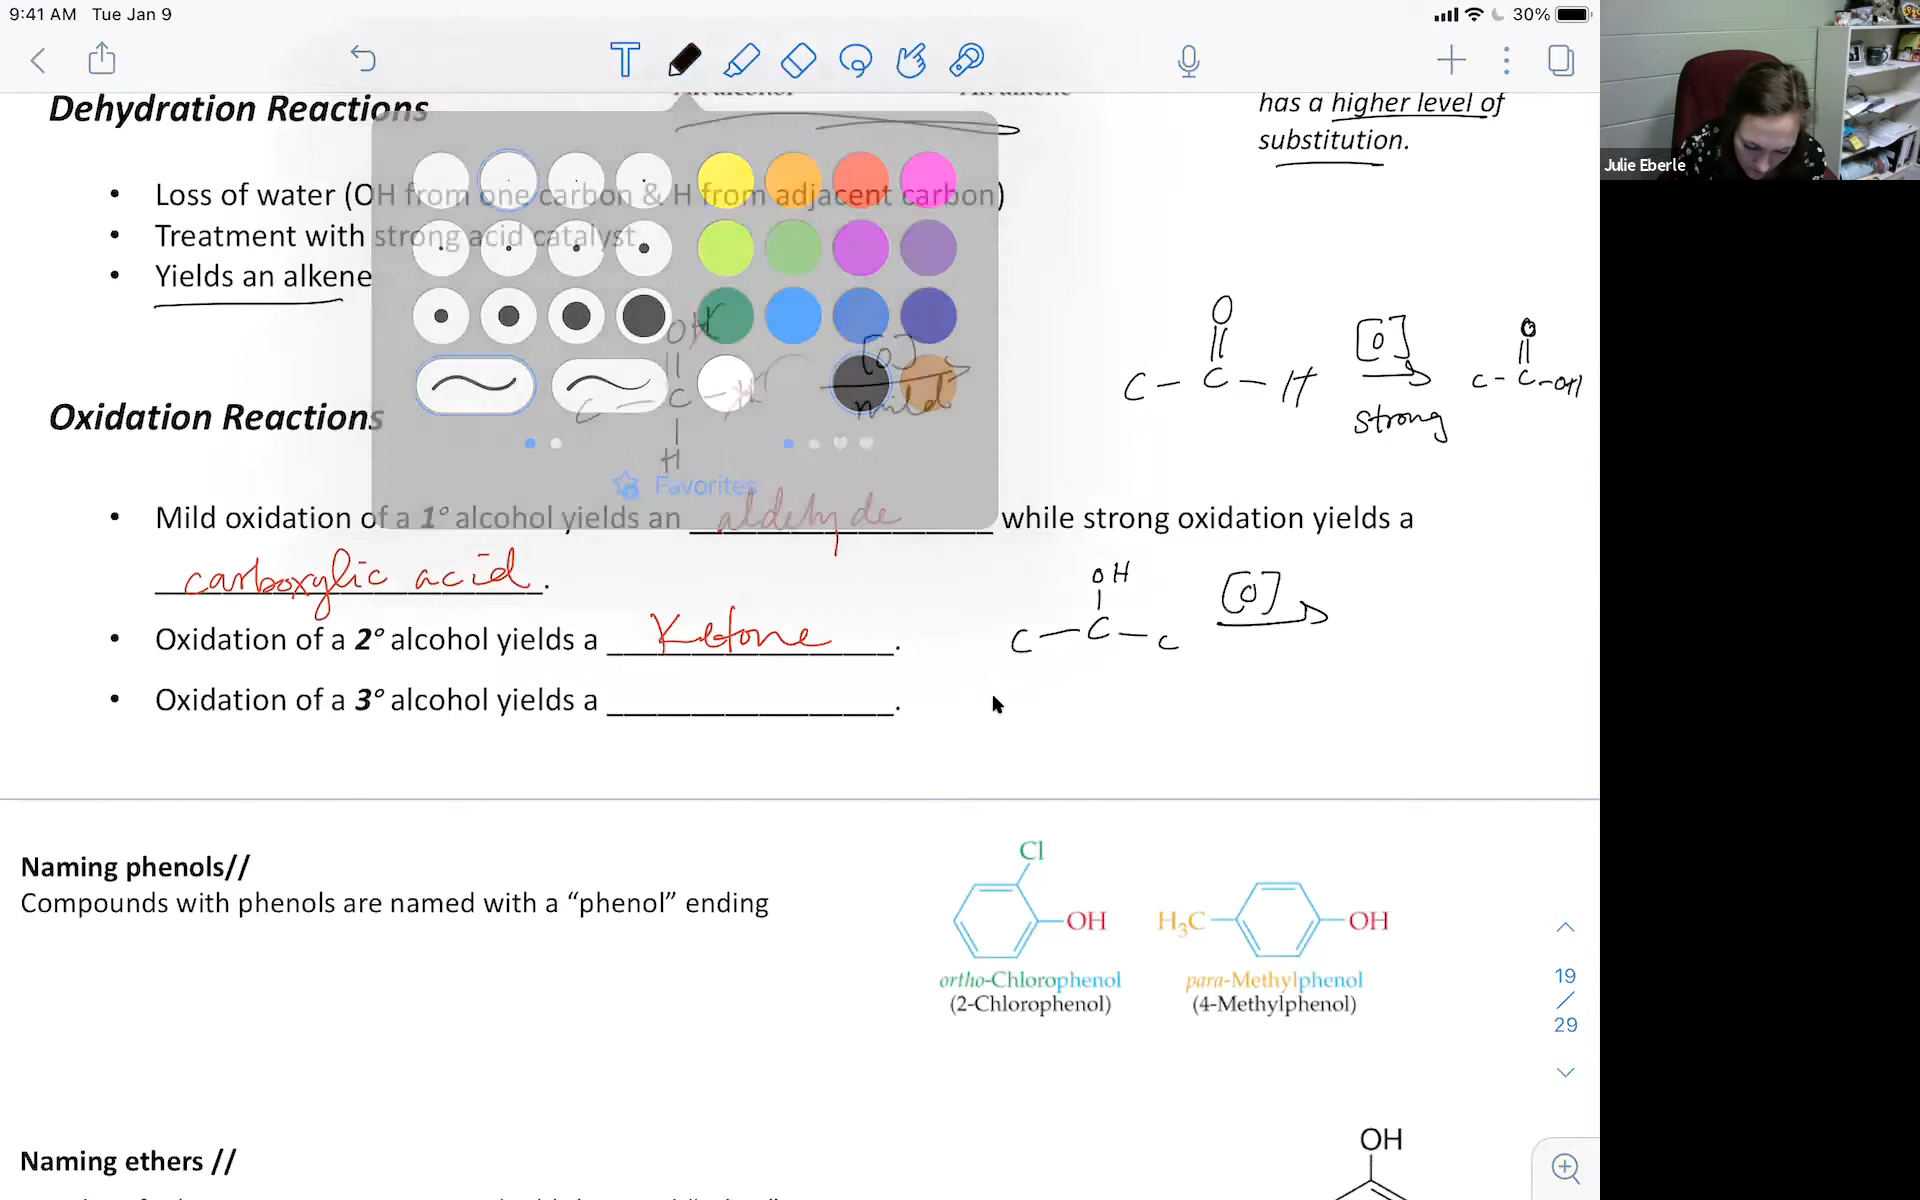 9:41 AM Tue Jan 9
30%
Julie Eberle
Dehydration Reactions
has a higher level of
substitution.
• Loss of water (OH from one carbon & H from adjacent carbon)
• Treatment with strong acid catalyst
• Yields an alkene
OH
C - C - H
H
[O]
mild
O
C - C - H
[O]
strong
O
C - C - OH
Oxidation Reactions
Favorites
• Mild oxidation of a 1° alcohol yields an aldehyde while strong oxidation yields a
carboxylic acid.
• Oxidation of a 2° alcohol yields a Ketone.
OH
C - C - C
[O]
• Oxidation of a 3° alcohol yields a _______________.
Naming phenols//
Compounds with phenols are named with a “phenol” ending
Cl
OH
ortho-Chlorophenol
(2-Chlorophenol)
H₃C
OH
para-Methylphenol
(4-Methylphenol)
19
/
29
Naming ethers //
OH